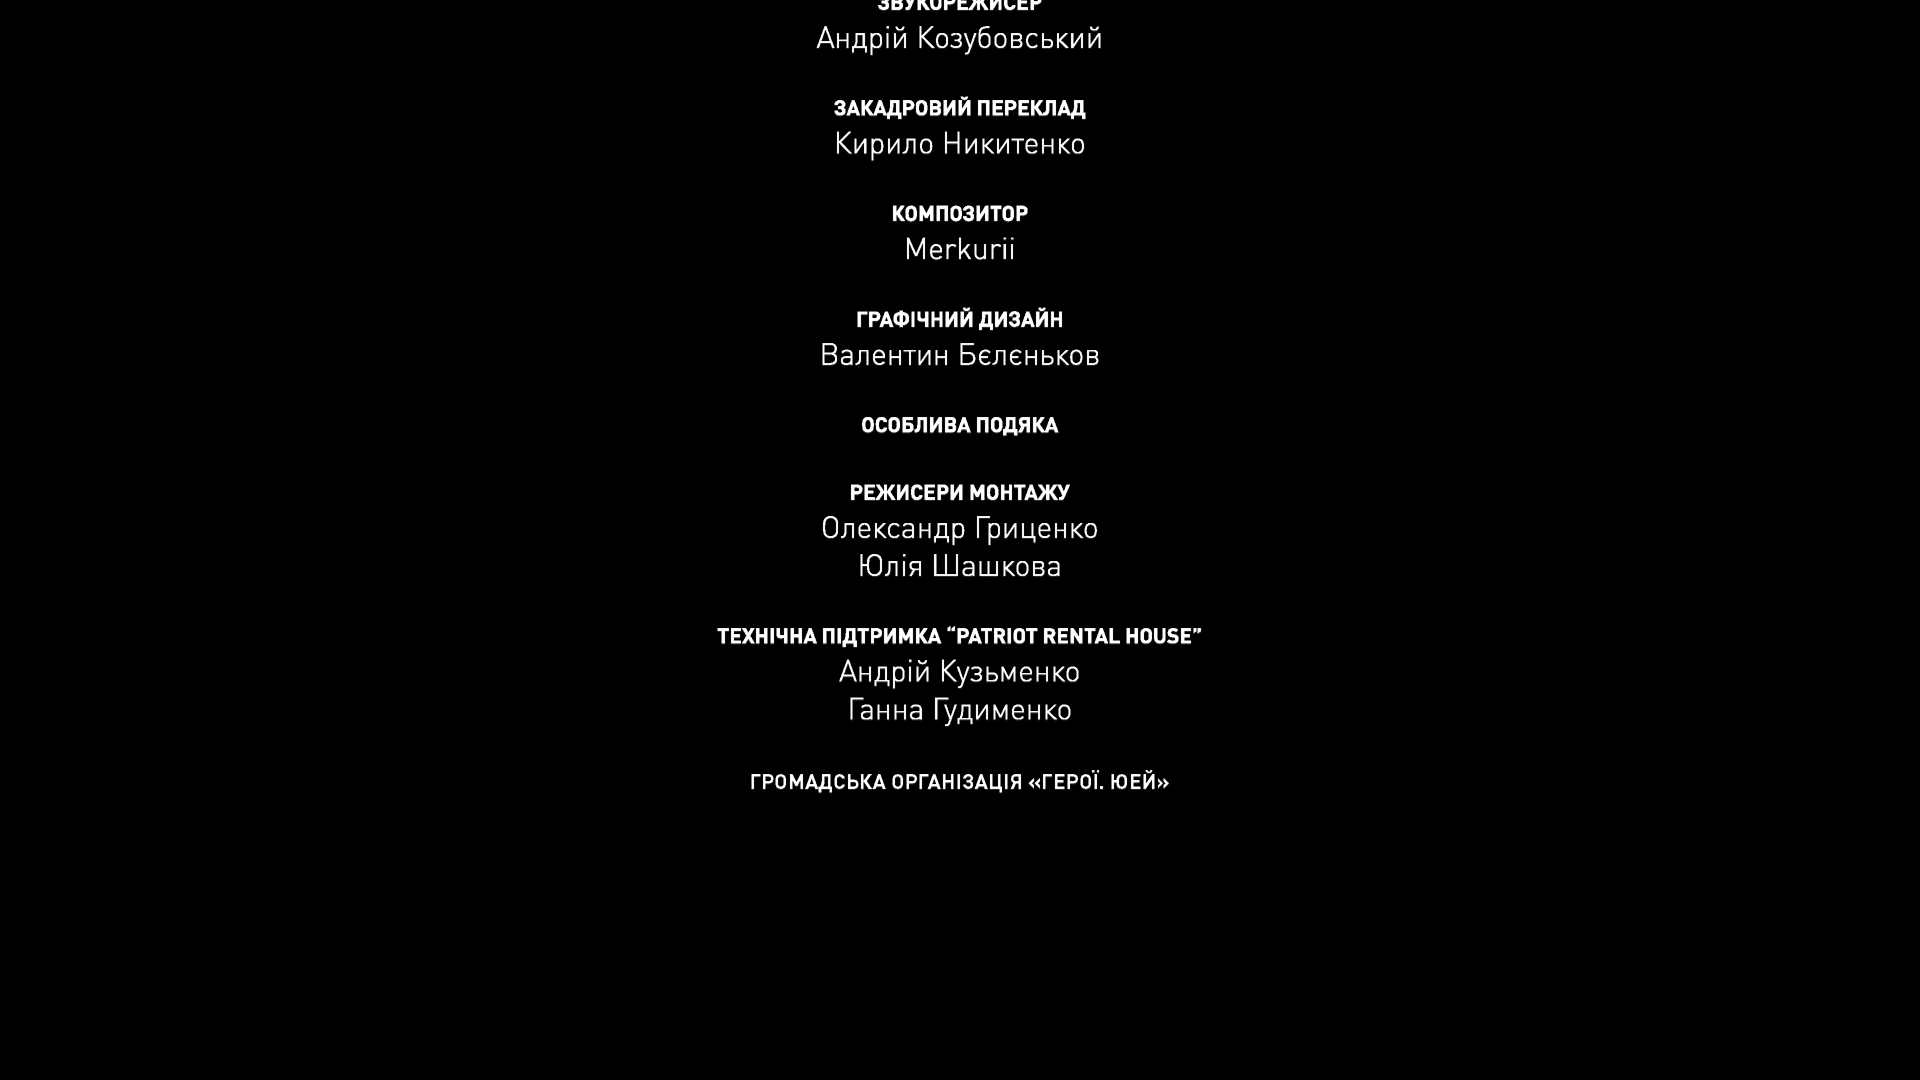 ЗВУКОРЕЖИСЕР
Андрій Козубовський
ЗАКАДРОВИЙ ПЕРЕКЛАД
Кирило Никитенко
КОМПОЗИТОР
Merkurii
ГРАФІЧНИЙ ДИЗАЙН
Валентин Бєлєньков
ОСОБЛИВА ПОДЯКА
РЕЖИСЕРИ МОНТАЖУ
Олександр Гриценко
Юлія Шашкова
ТЕХНІЧНА ПІДТРИМКА “PATRIOT RENTAL HOUSE”
Андрій Кузьменко
Ганна Гудименко
ГРОМАДСЬКА ОРГАНІЗАЦІЯ «ГЕРОЇ. ЮЕЙ»